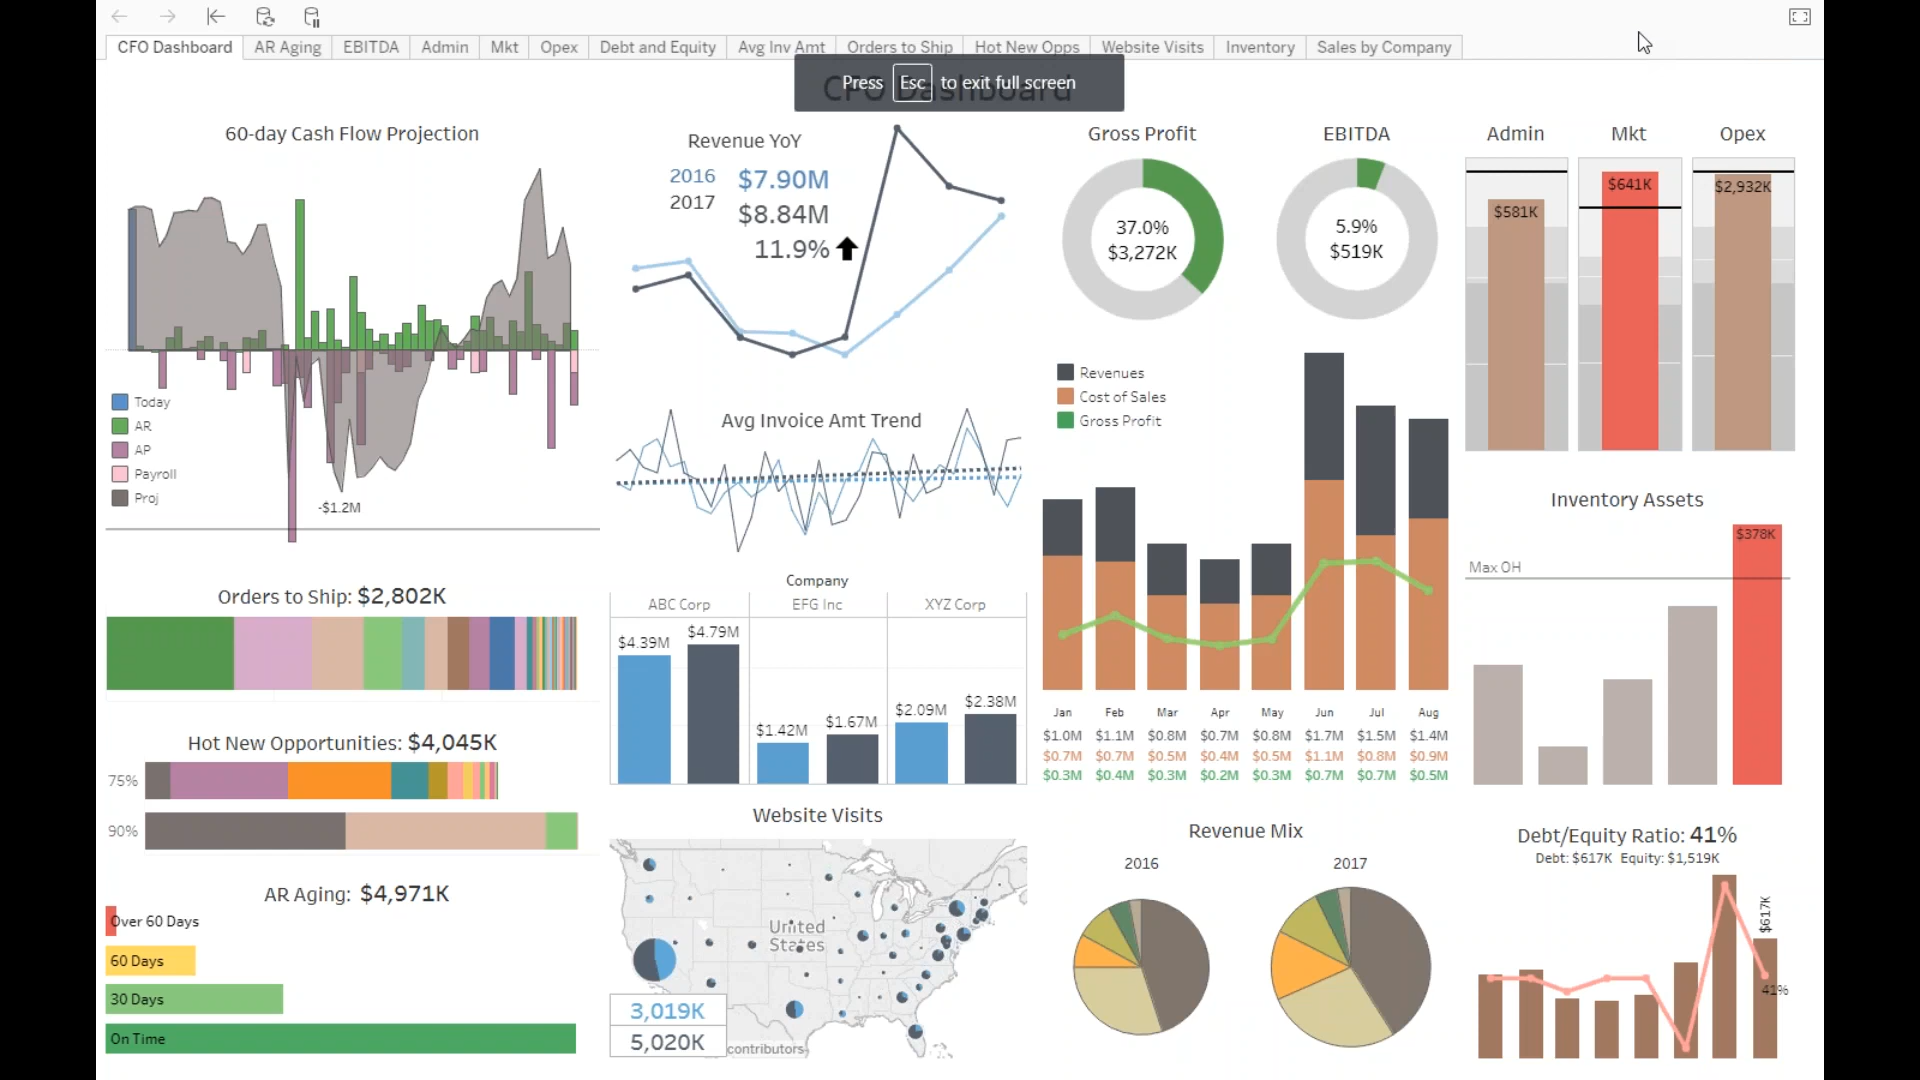 CFO Dashboard AR Aging EBITDA Admin Mkt Opex Debt and Equity Avg Inv Amt Orders to Ship Hot New Opps Website Visits Inventory Sales by Company
Press Esc to exit full screen
CFO Dashboard
60-day Cash Flow Projection
Today
AR
AP
Payroll
Proj
-$1.2M
Orders to Ship: $2,802K
Hot New Opportunities: $4,045K
75%
90%
AR Aging: $4,971K
Over 60 Days
60 Days
30 Days
On Time
Revenue YoY
2016 $7.90M
2017 $8.84M
11.9%
Avg Invoice Amt Trend
Company
ABC Corp EFG Inc XYZ Corp
$4.39M $4.79M $1.42M $1.67M $2.09M $2.38M
Website Visits
United
States
3,019K
5,020K
contributors
Gross Profit
37.0%
$3,272K
EBITDA
5.9%
$519K
Revenues
Cost of Sales
Gross Profit
Jan Feb Mar Apr May Jun Jul Aug
$1.0M $1.1M $0.8M $0.7M $0.8M $1.7M $1.5M $1.4M
$0.7M $0.7M $0.5M $0.4M $0.5M $1.1M $0.8M $0.9M
$0.3M $0.4M $0.3M $0.2M $0.3M $0.7M $0.7M $0.5M
Revenue Mix
2016 2017
Admin Mkt Opex
$581K $641K $2,932K
Inventory Assets
$378K
Max OH
Debt/Equity Ratio: 41%
Debt: $617K Equity: $1,519K
$617K
41%